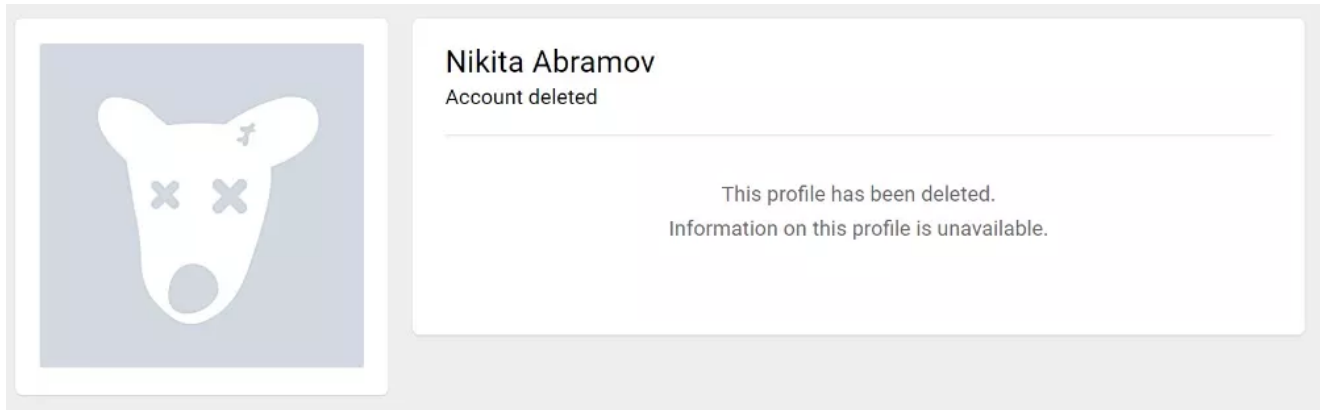 Nikita Abramov
Account deleted
This profile has been deleted.
Information on this profile is unavailable.